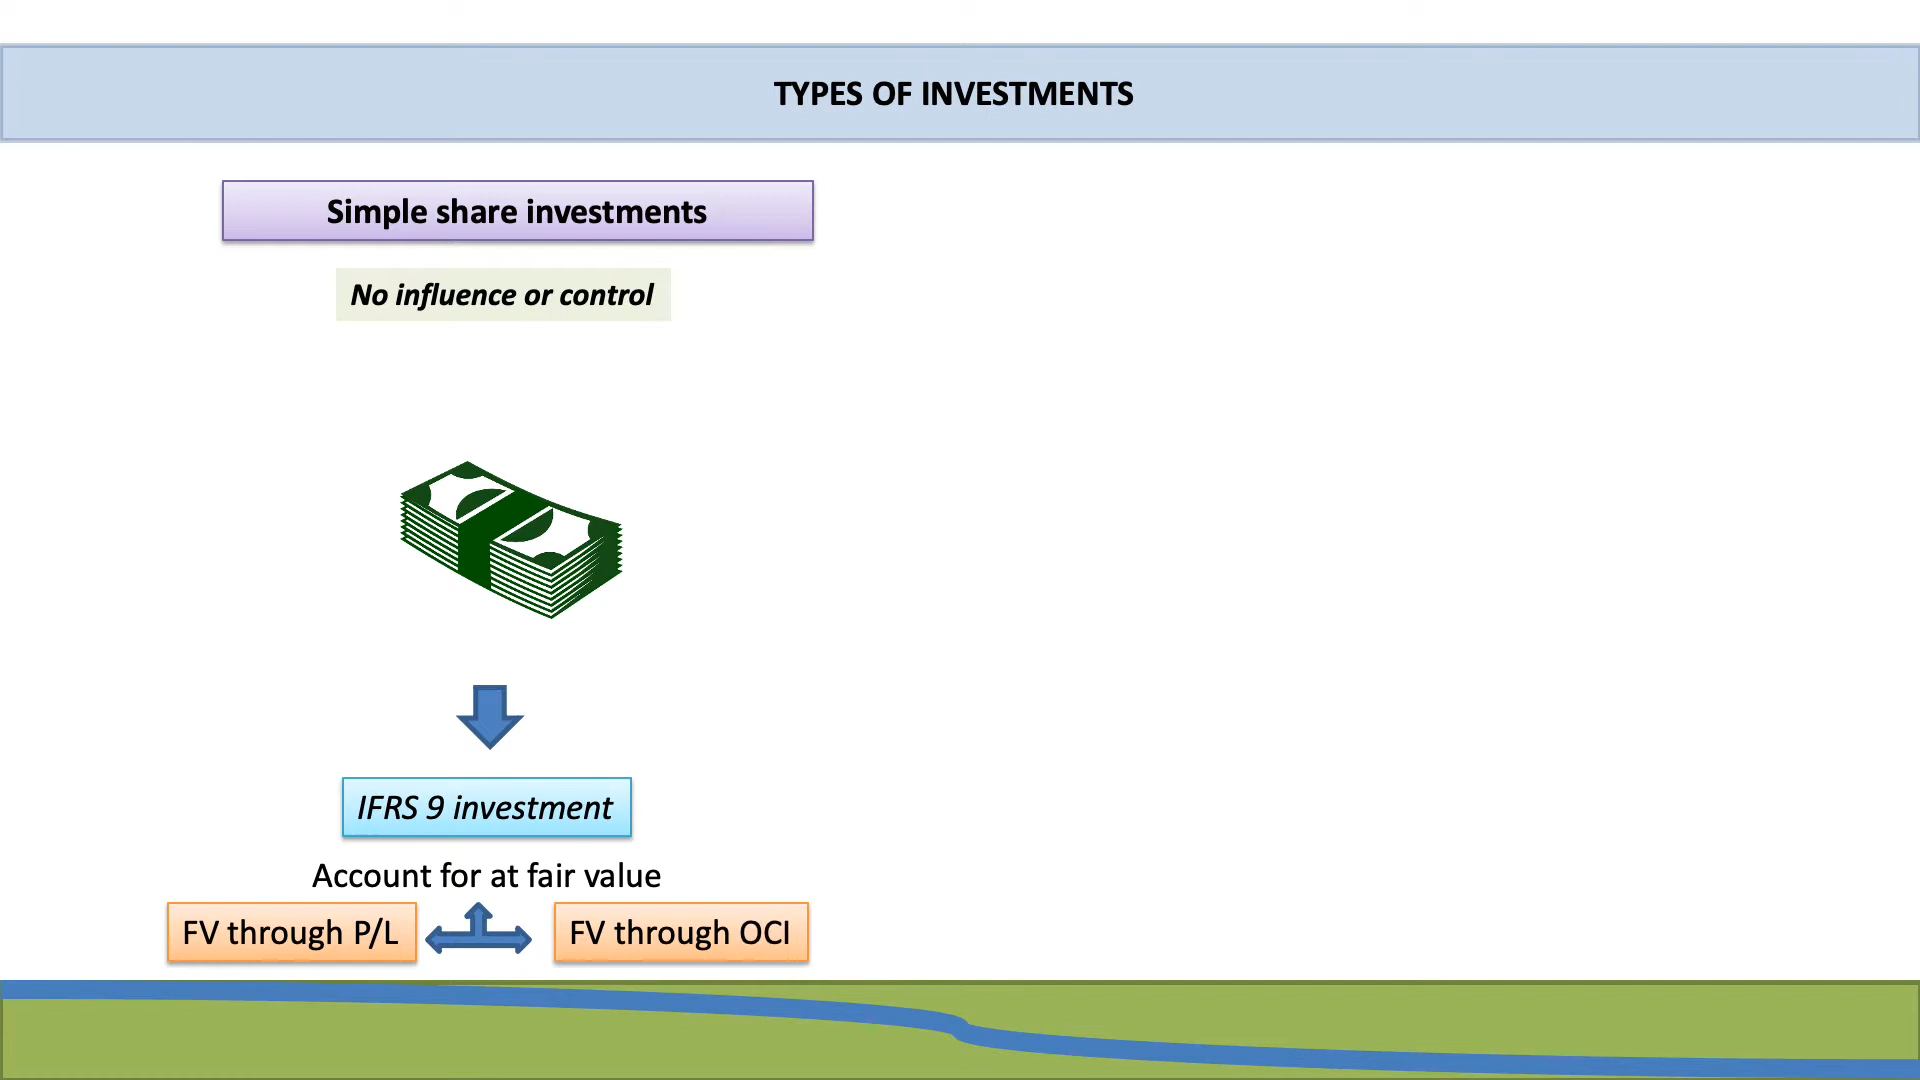 TYPES OF INVESTMENTS
Simple share investments
No influence or control
IFRS 9 investment
Account for at fair value
FV through P/L
FV through OCI